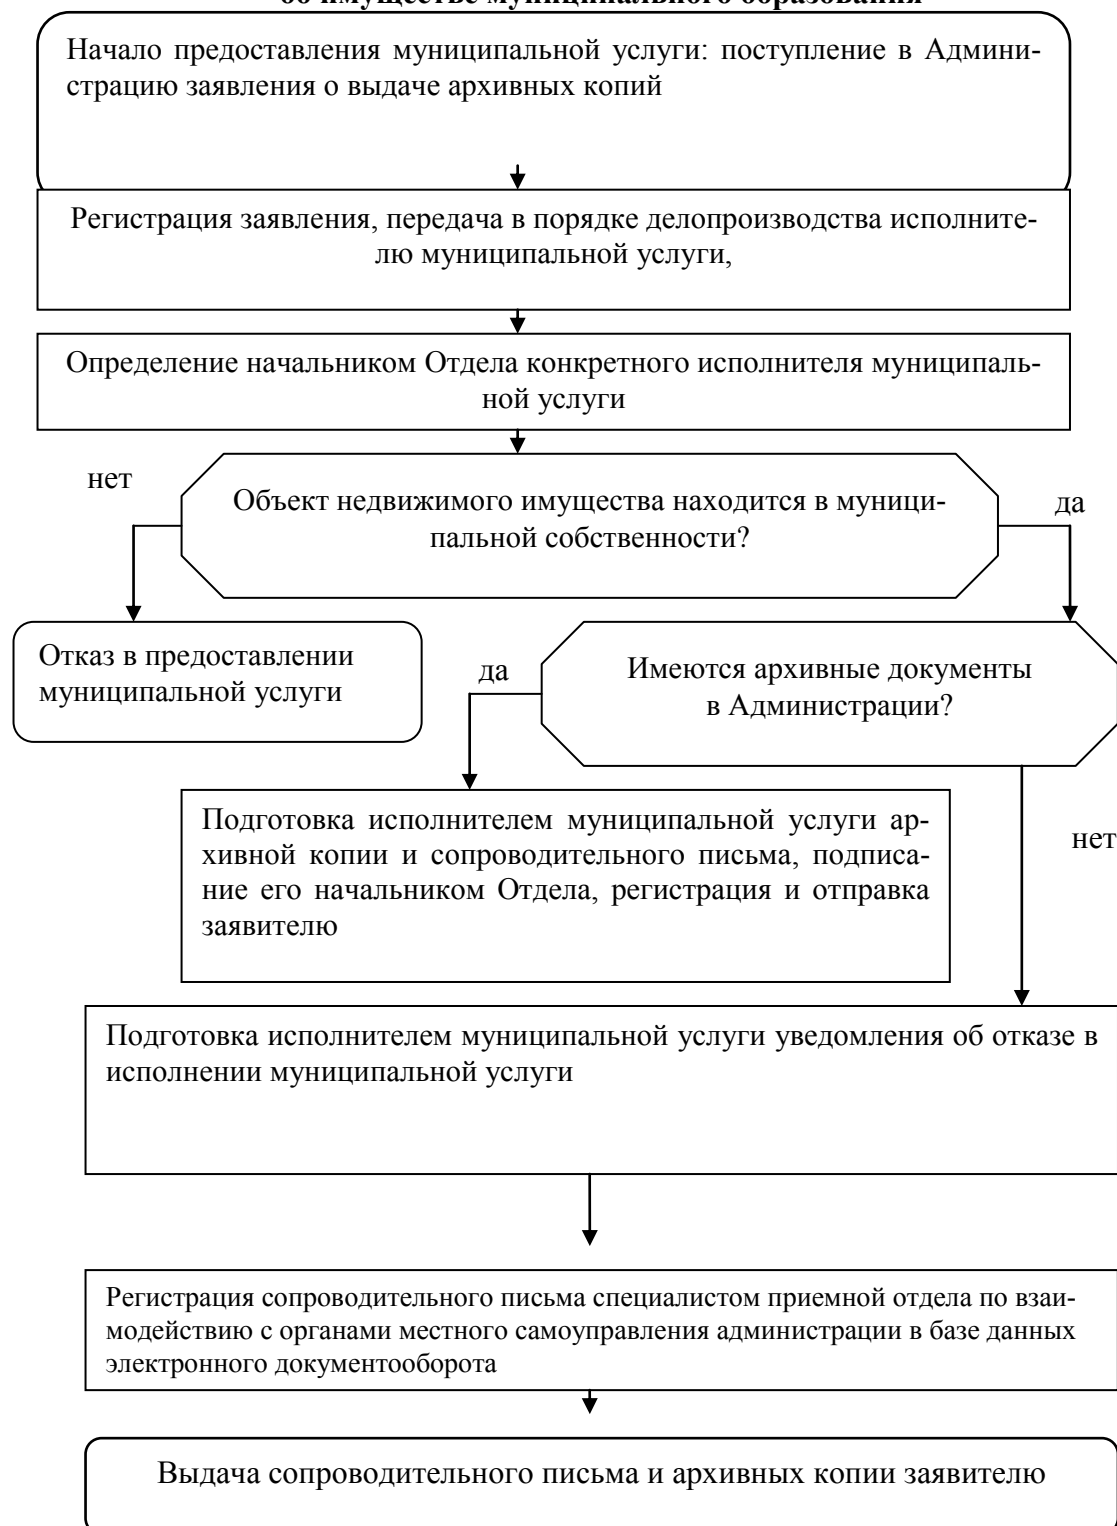 об имуществе муниципального образования
Начало предоставления муниципальной услуги: поступление в Админи-
страцию заявления о выдаче архивных копий
Регистрация заявления, передача в порядке делопроизводства исполните-
лю муниципальной услуги,
Определение начальником Отдела конкретного исполнителя муниципаль-
ной услуги
нет
Объект недвижимого имущества находится в муници-
пальной собственности?
да
Отказ в предоставлении
муниципальной услуги
да
Имеются архивные документы
в Администрации?
Подготовка исполнителем муниципальной услуги ар-
хивной копии и сопроводительного письма, подписа-
ние его начальником Отдела, регистрация и отправка
заявителю
нет
Подготовка исполнителем муниципальной услуги уведомления об отказе в
исполнении муниципальной услуги
Регистрация сопроводительного письма специалистом приемной отдела по взаи-
модействию с органами местного самоуправления администрации в базе данных
электронного документооборота
Выдача сопроводительного письма и архивных копии заявителю